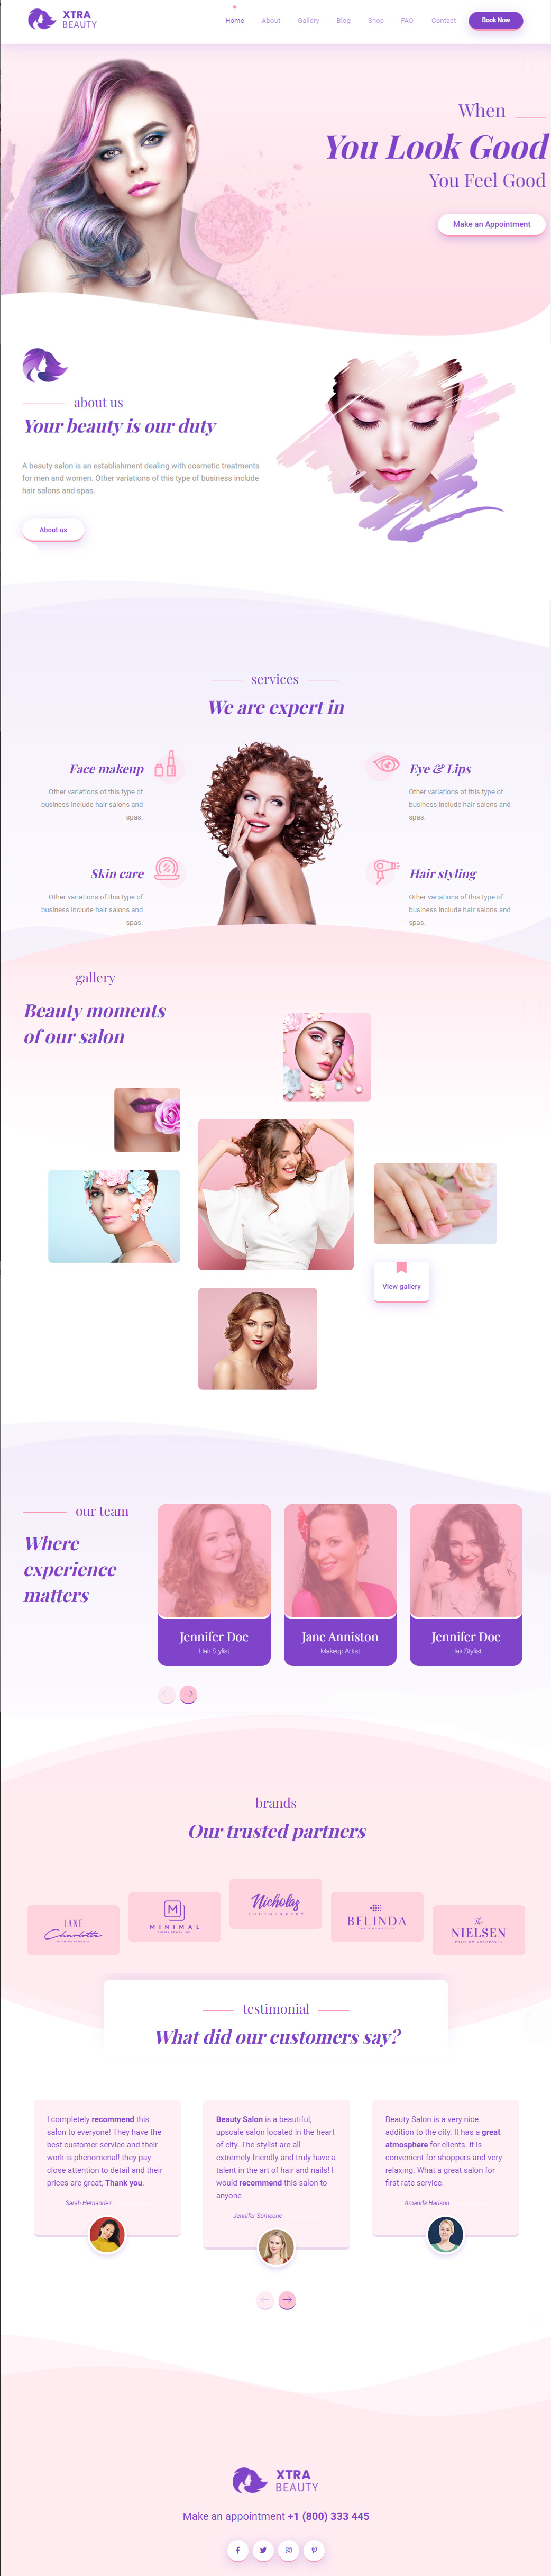 XTRA
BEAUTY
Home About Gallery Blog Shop FAQ Contact Book Now
When
You Look Good
You Feel Good
Make an Appointment
about us
Your beauty is our duty
A beauty salon is an establishment dealing with cosmetic treatments
for men and women. Other variations of this type of business include
hair salons and spas.
About us
services
We are expert in
Face makeup
Other variations of this type of
business include hair salons and
spas.
Eye & Lips
Other variations of this type of
business include hair salons and
spas.
Skin care
Other variations of this type of
business include hair salons and
spas.
Hair styling
Other variations of this type of
business include hair salons and
spas.
gallery
Beauty moments
of our salon
View gallery
our team
Where
experience
matters
Jennifer Doe
Hair Stylist
Jane Anniston
Makeup Artist
Jennifer Doe
Hair Stylist
brands
Our trusted partners
JANE
Charlotte
M
MINIMAL
Nicholas
PHOTOGRAPHY
BELINDA
The
NIELSEN
testimonial
What did our customers say?
I completely recommend this
salon to everyone! They have the
best customer service and their
work is phenomenal! they pay
close attention to detail and their
prices are great, Thank you.
Sarah Hernandez
Beauty Salon is a beautiful,
upscale location in the heart
of city. The stylist are all
extremely friendly and truly have a
talent in the art of hair and nails! I
would recommend this salon to
anyone
Jennifer Someone
Beauty Salon is a very nice
addition to the city. It has a great
atmosphere for clients. It is
convenient for shoppers and very
relaxing. What a great salon for
first rate service.
Amanda Harison
XTRA
BEAUTY
Make an appointment +1 (800) 333 445